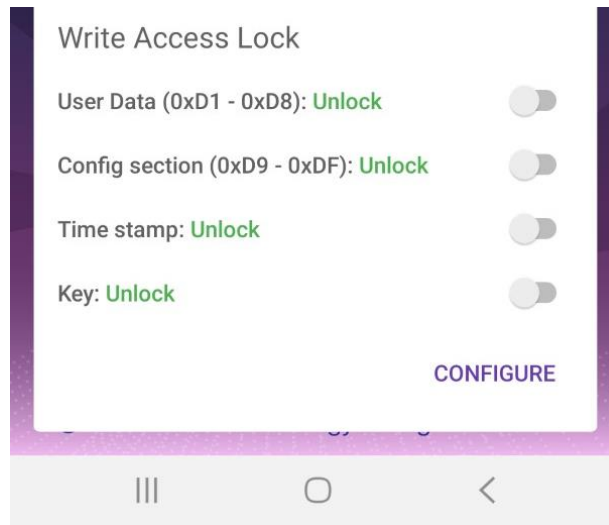 Write Access Lock
User Data (0xD1 - 0xD8): Unlock
Config section (0xD9 - 0xDF): Unlock
Time stamp: Unlock
Key: Unlock
CONFIGURE